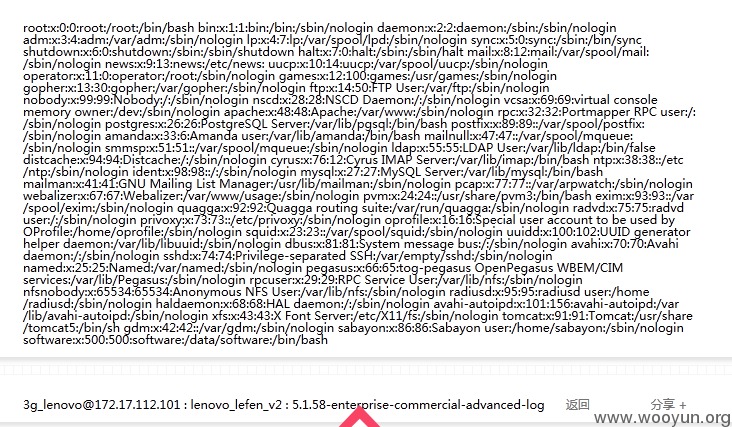 root:x:0:0:root:/root:/bin/bash bin:x:1:1:bin:/bin:/sbin/nologin daemon:x:2:2:daemon:/sbin:/sbin/nologin
adm:x:3:4:adm:/var/adm:/sbin/nologin lp:x:4:7:lp:/var/spool/lpd:/sbin/nologin sync:x:5:0:sync:/sbin:/bin/sync
shutdown:x:6:0:shutdown:/sbin:/sbin/shutdown halt:x:7:0:halt:/sbin:/sbin/halt mail:x:8:12:mail:/var/spool/mail:
/sbin/nologin news:x:9:13:news:/etc/news: uucp:x:10:14:uucp:/var/spool/uucp:/sbin/nologin
operator:x:11:0:operator:/root:/sbin/nologin games:x:12:100:games:/usr/games:/sbin/nologin
gopher:x:13:30:gopher:/var/gopher:/sbin/nologin ftp:x:14:50:FTP User:/var/ftp:/sbin/nologin
nobody:x:99:99:Nobody:/:/sbin/nologin nscd:x:28:28:NSCD Daemon:/:/sbin/nologin vcsa:x:69:69:virtual console
memory owner:/dev:/sbin/nologin apache:x:48:48:Apache:/var/www:/sbin/nologin rpc:x:32:32:Portmapper RPC user:/:
/sbin/nologin postgres:x:26:26:PostgreSQL Server:/var/lib/pgsql:/bin/bash postfix:x:89:89::/var/spool/postfix:
/sbin/nologin amanda:x:33:6:Amanda user:/var/lib/amanda:/bin/bash mailnull:x:47:47::/var/spool/mqueue:
/sbin/nologin smmsp:x:51:51::/var/spool/mqueue:/sbin/nologin ldap:x:55:55:LDAP User:/var/lib/ldap:/bin/false
distcache:x:94:94:Distcache:/:/sbin/nologin cyrus:x:76:12:Cyrus IMAP Server:/var/lib/imap:/bin/bash ntp:x:38:38::/etc
/ntp:/sbin/nologin ident:x:98:98::/:/sbin/nologin mysql:x:27:27:MySQL Server:/var/lib/mysql:/bin/bash
mailman:x:41:41:GNU Mailing List Manager:/usr/lib/mailman:/sbin/nologin pcap:x:77:77::/var/arpwatch:/sbin/nologin
webalizer:x:67:67:Webalizer:/var/www/usage:/sbin/nologin pvm:x:24:24::/usr/share/pvm3:/bin/bash exim:x:93:93::/var
/spool/exim:/sbin/nologin quagga:x:92:92:Quagga routing suite:/var/run/quagga:/sbin/nologin radvd:x:75:75:radvd
user:/:/sbin/nologin privoxy:x:73:73::/etc/privoxy:/sbin/nologin oprofile:x:16:16:Special user account to be used by
OProfile:/home/oprofile:/sbin/nologin squid:x:23:23::/var/spool/squid:/sbin/nologin uuidd:x:100:102:UUID generator
helper daemon:/var/lib/libuuid:/sbin/nologin dbus:x:81:81:System message bus:/:/sbin/nologin avahi:x:70:70:Avahi
daemon:/:/sbin/nologin sshd:x:74:74:Privilege-separated SSH:/var/empty/sshd:/sbin/nologin
named:x:25:25:Named:/var/named:/sbin/nologin pegasus:x:66:65:tog-pegasus OpenPegasus WBEM/CIM
services:/var/lib/Pegasus:/sbin/nologin rpcuser:x:29:29:RPC Service User:/var/lib/nfs:/sbin/nologin
nfsnobody:x:65534:65534:Anonymous NFS User:/var/lib/nfs:/sbin/nologin radiusd:x:95:95:radiusd user:/home
/radiusd:/sbin/nologin haldaemon:x:68:68:HAL daemon:/:/sbin/nologin avahi-autoipd:x:101:156:avahi-autoipd:/var
/lib/avahi-autoipd:/sbin/nologin xfs:x:43:43:X Font Server:/etc/X11/fs:/sbin/nologin tomcat:x:91:91:Tomcat:/usr/share
/tomcat5:/bin/sh gdm:x:42:42::/var/gdm:/sbin/nologin sabayon:x:86:86:Sabayon user:/home/sabayon:/sbin/nologin
software:x:500:500:software:/data/software:/bin/bash
3g_lenovo@172.17.112.101 : lenovo_lefen_v2 : 5.1.58-enterprise-commercial-advanced-log 返回 分享 +
www.wooyun.org